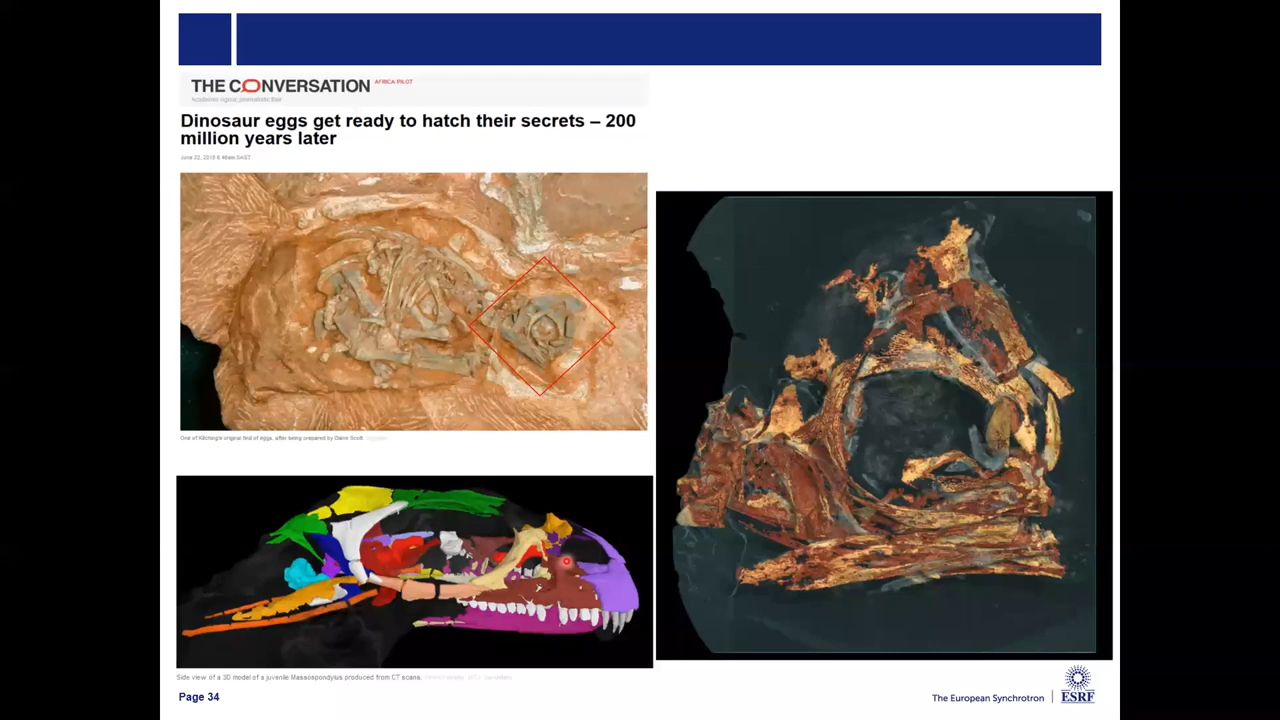 THE CONVERSATION AFRICA PILOT
Academic rigour, journalistic flair
Dinosaur eggs get ready to hatch their secrets – 200
million years later
One of Kitching's original find of eggs, after being prepared by Diane Scott.
Side view of a 3D model of a juvenile Massospondylus produced from CT scans.
Page 34
The European Synchrotron
ESRF